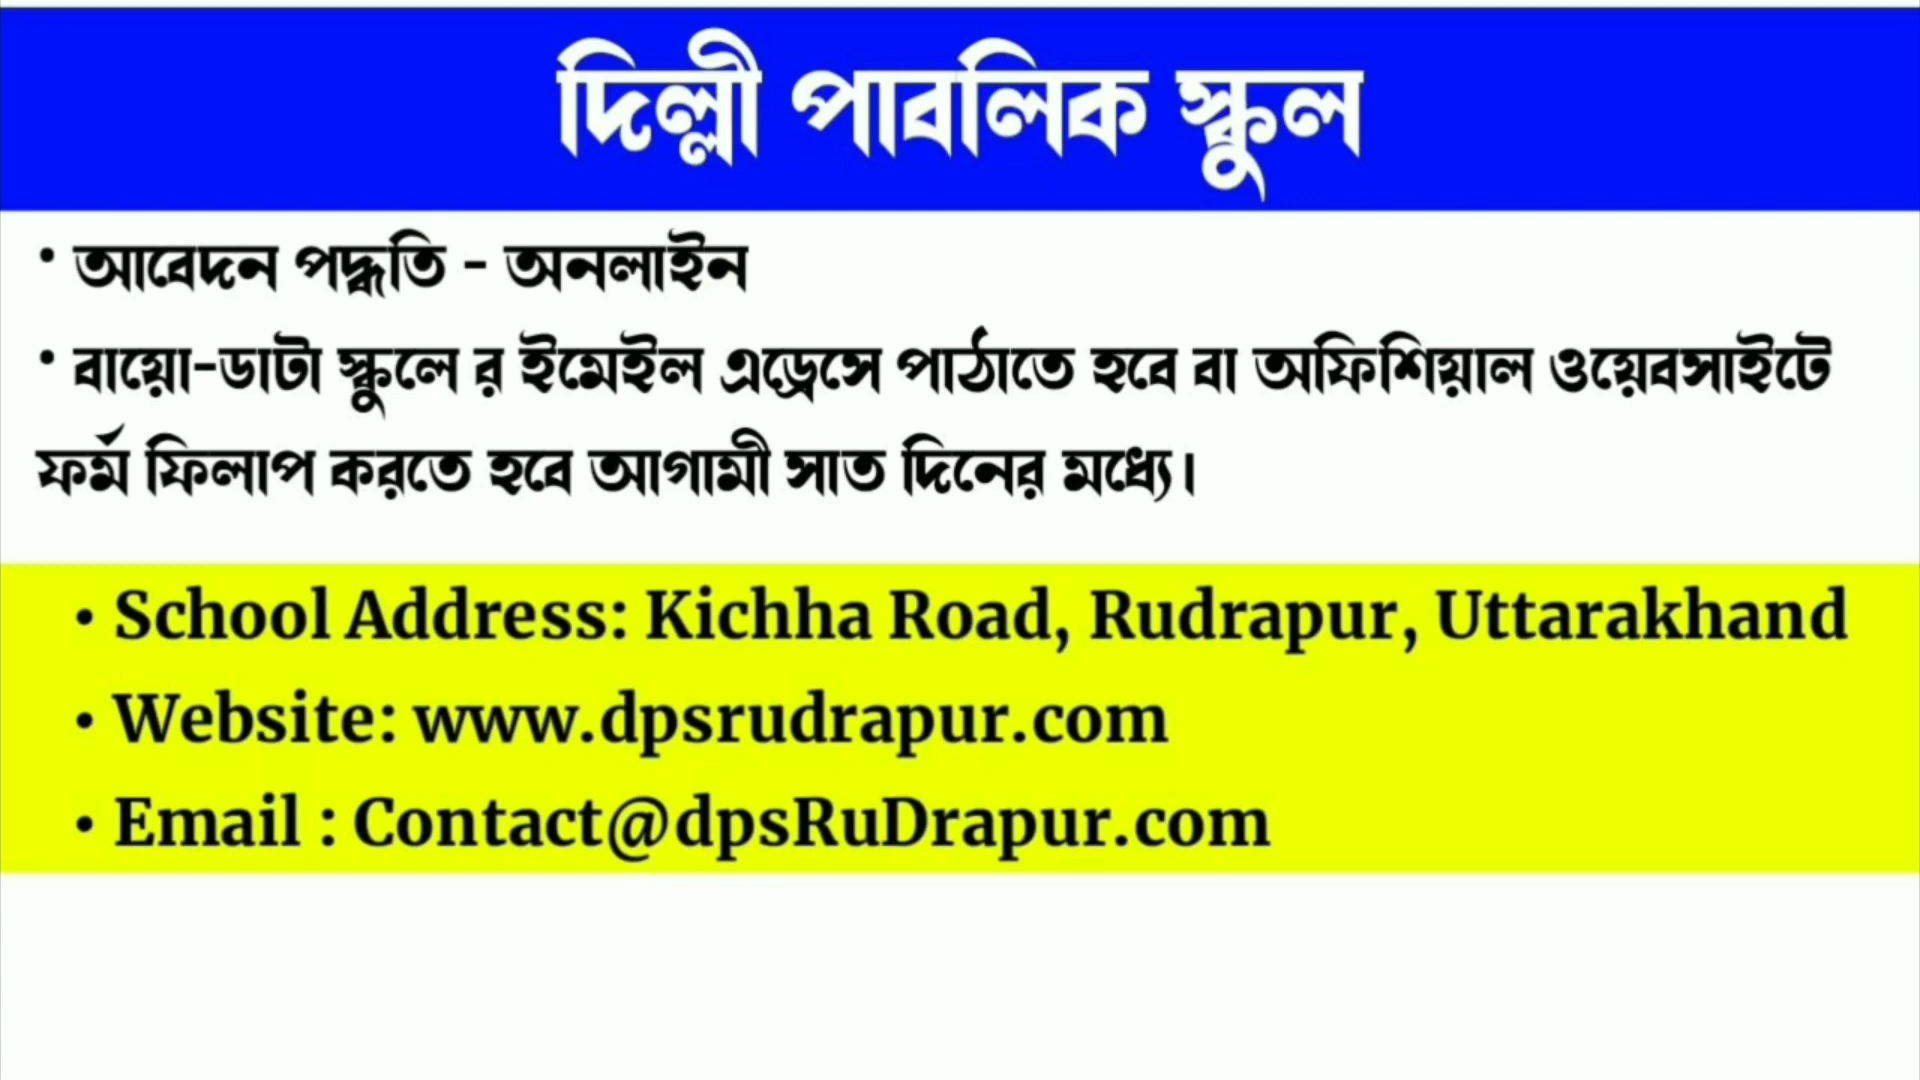 দিল্লী পাবলিক স্কুল
· আবেদন পদ্ধতি - অনলাইন
· বায়ো-ডাটা স্কুলে র ইমেইল এড্রেসে পাঠাতে হবে বা অফিশিয়াল ওয়েবসাইটে
ফর্ম ফিলাপ করতে হবে আগামী সাত দিনের মধ্যে।
• School Address: Kichha Road, Rudrapur, Uttarakhand
• Website: www.dpsrudrapur.com
• Email : Contact@dpsRuDrapur.com